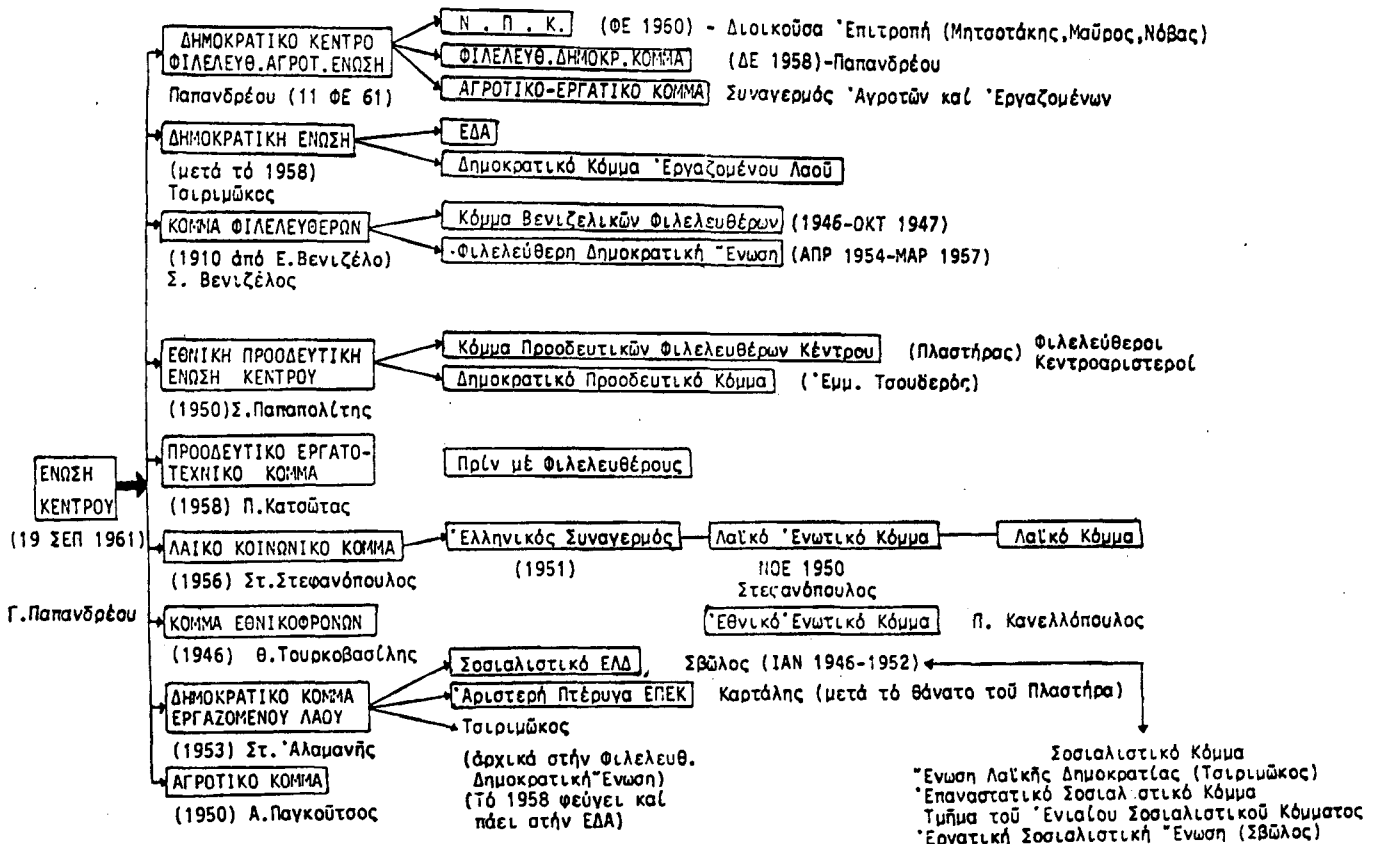 ΔΗΜΟΚΡΑΤΙΚΟ ΚΕΝΤΡΟ
ΦΙΛΕΛΕΥΘ.ΑΓΡΟΤ.ΕΝΩΣΗ
Παπανδρέου (11 ΦΕ 61)
Ν . Π . Κ. (ΦΕ 1960) - Διοικοῦσα Ἐπιτροπή (Μητσοτάκης,Μαῦρος,Νόβας)
ΦΙΛΕΛΕΥΘ.ΔΗΜΟΚΡ.ΚΟΜΜΑ (ΔΕ 1958)-Παπανδρέου
ΑΓΡΟΤΙΚΟ-ΕΡΓΑΤΙΚΟ ΚΟΜΜΑ Συναγερμός Ἀγροτῶν καί Ἐργαζομένων
ΔΗΜΟΚΡΑΤΙΚΗ ΕΝΩΣΗ
(μετά τό 1958)
Τσιριμῶκος
ΕΔΑ
Δημοκρατικό Κόμμα Ἐργαζομένου Λαοῦ
ΚΟΜΜΑ ΦΙΛΕΛΕΥΘΕΡΩΝ
(1910 ἀπό Ε.Βενιζέλο)
Σ. Βενιζέλος
Κόμμα Βενιζελικῶν Φιλελευθέρων (1946-ΟΚΤ 1947)
Φιλελεύθερη Δημοκρατική Ἕνωση (ΑΠΡ 1954-ΜΑΡ 1957)
ΕΘΝΙΚΗ ΠΡΟΟΔΕΥΤΙΚΗ
ΕΝΩΣΗ ΚΕΝΤΡΟΥ
(1950)Σ.Παπαπολίτης
Κόμμα Προοδευτικῶν Φιλελευθέρων Κέντρου (Πλαστήρας) Φιλελεύθεροι
Κεντροαριστεροί
Δημοκρατικό Προοδευτικό Κόμμα (Ἐμμ. Τσουδερός)
ΠΡΟΟΔΕΥΤΙΚΟ ΕΡΓΑΤΟ-
ΤΕΧΝΙΚΟ ΚΟΜΜΑ
(1958) Π.Κατσῶτας
Πρίν μέ Φιλελευθέρους
ΕΝΩΣΗ
ΚΕΝΤΡΟΥ
(19 ΣΕΠ 1961)
Γ.Παπανδρέου
ΛΑΙΚΟ ΚΟΙΝΩΝΙΚΟ ΚΟΜΜΑ
(1956) Στ.Στεφανόπουλος
Ἑλληνικός Συναγερμός
(1951)
Λαϊκό Ἑνωτικό Κόμμα
ΝΟΕ 1950
Στεφανόπουλος
Λαϊκό Κόμμα
ΚΟΜΜΑ ΕΘΝΙΚΟΦΡΟΝΩΝ
(1946) Θ.Τουρκοβασίλης
Ἐθνικό Ἑνωτικό Κόμμα Π. Κανελλόπουλος
ΔΗΜΟΚΡΑΤΙΚΟ ΚΟΜΜΑ
ΕΡΓΑΖΟΜΕΝΟΥ ΛΑΟΥ
(1953) Στ.Ἀλαμανῆς
Σοσιαλιστικό ΕΛΔ Σβῶλος (ΙΑΝ 1946-1952)
Ἀριστερή Πτέρυγα ΕΠΕΚ Καρτάλης (μετά τό θάνατο τοῦ Πλαστήρα)
Τσιριμῶκος
(ἀρχικά στήν Φιλελευθ.
Δημοκρατική Ἕνωση)
(Τό 1958 φεύγει καί
πάει στήν ΕΔΑ)
ΑΓΡΟΤΙΚΟ ΚΟΜΜΑ
(1950) Α.Παγκοῦτσος
Σοσιαλιστικό Κόμμα
Ἕνωση Λαϊκῆς Δημοκρατίας (Τσιριμῶκος)
Ἐπαναστατικό Σοσιαλιστικό Κόμμα
Τμῆμα τοῦ Ἑνιαίου Σοσιαλιστικοῦ Κόμματος
Ἐργατική Σοσιαλιστική Ἕνωση (Σβῶλος)